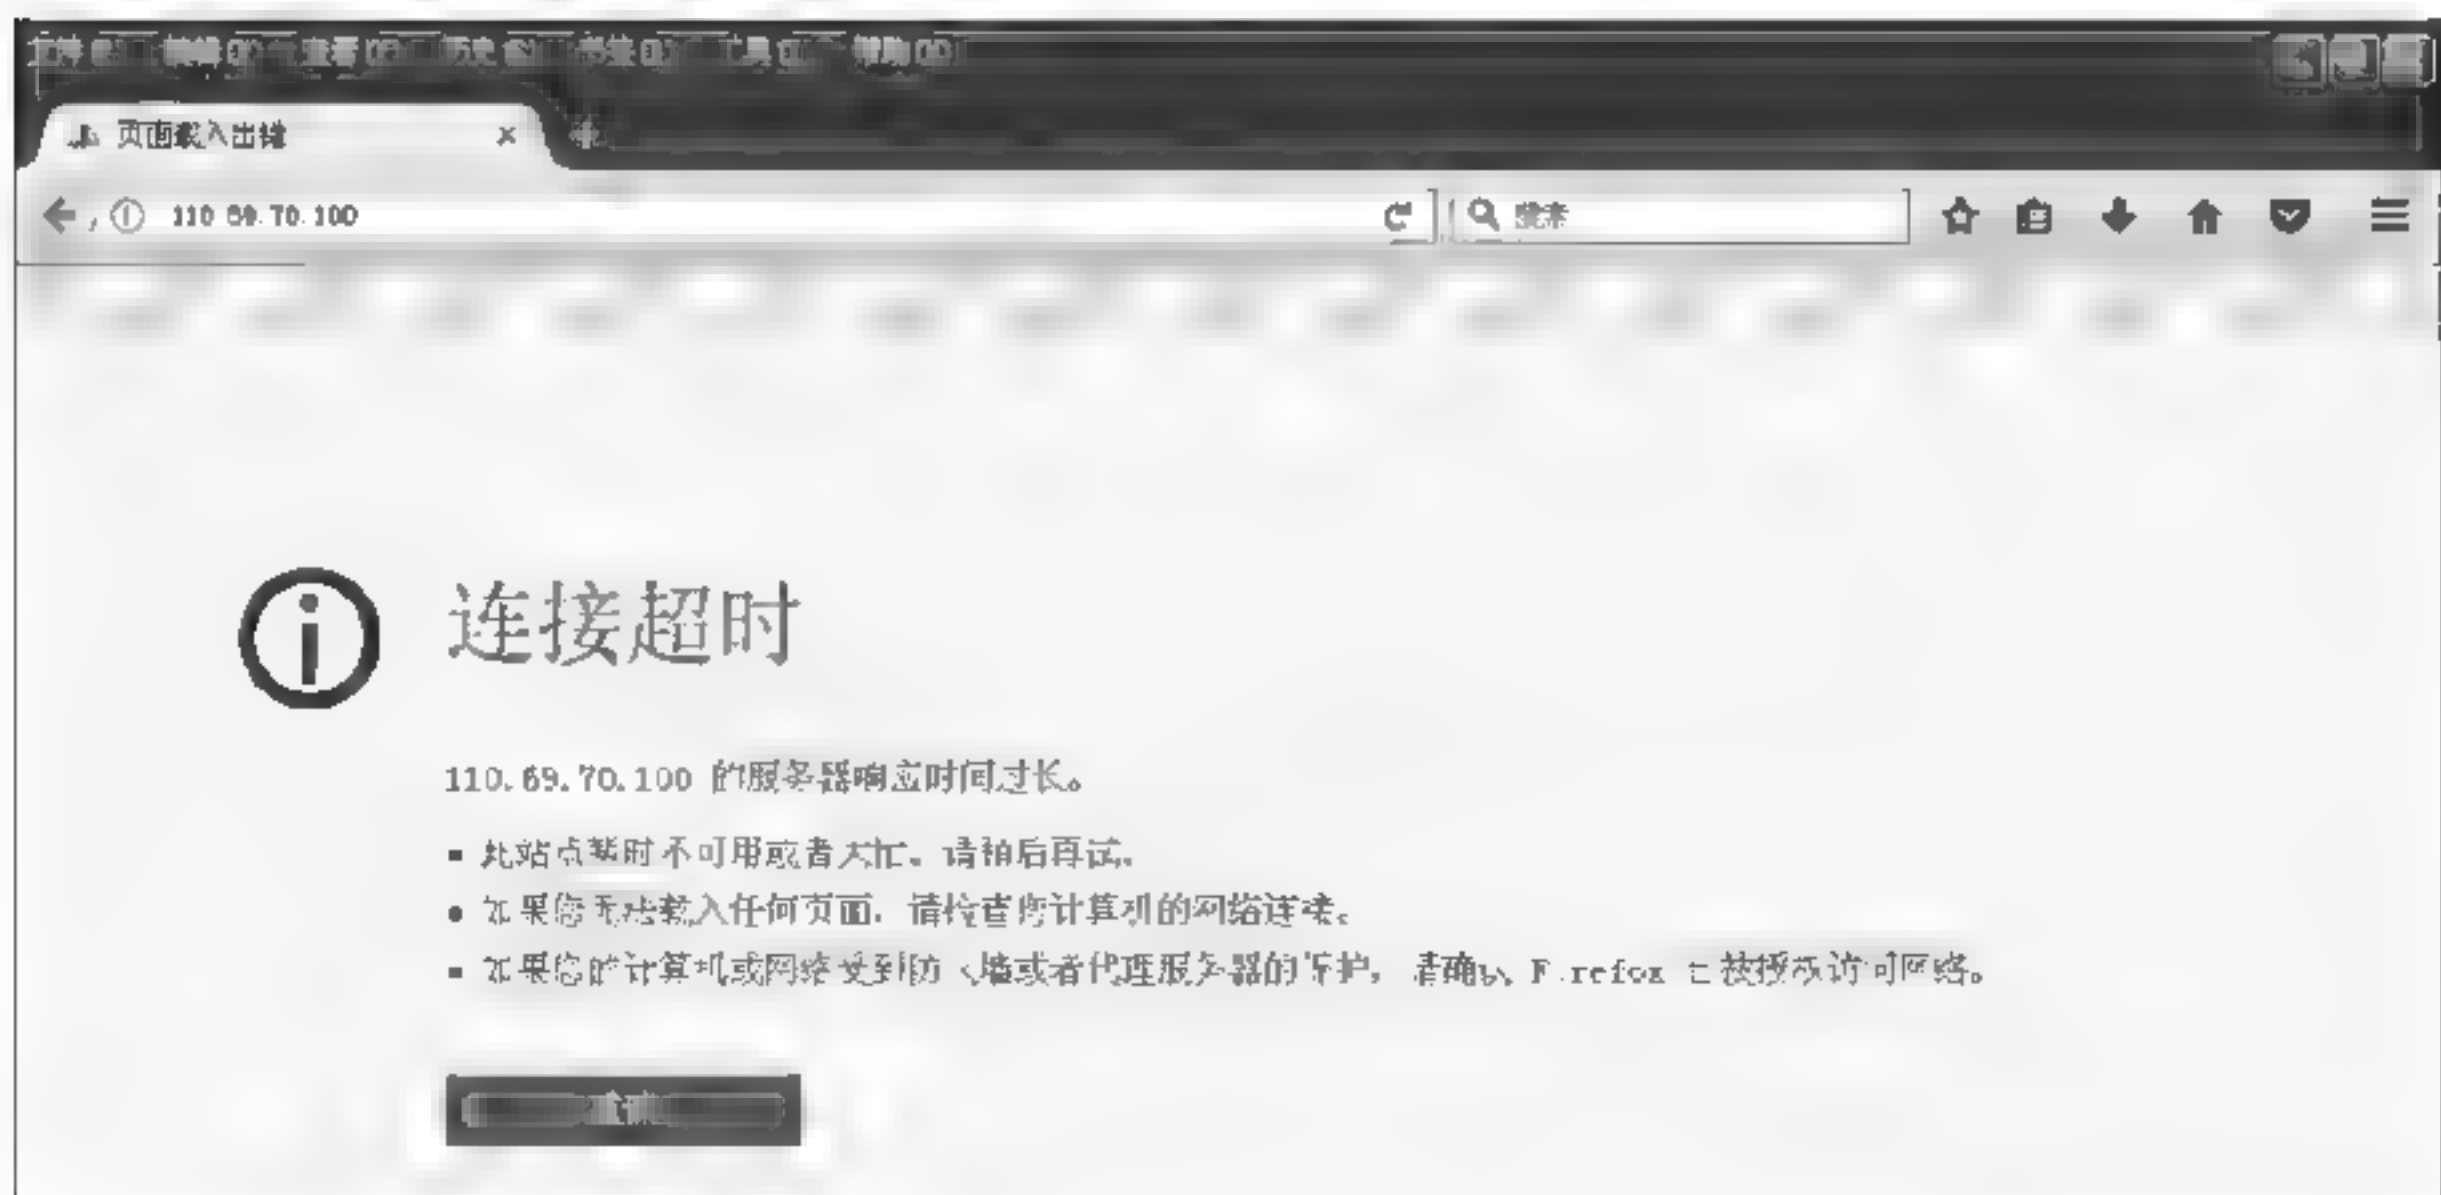 页面载入出错
110.69.70.100
搜索
连接超时
110.69.70.100 的服务器响应时间过长。
此站点暂时不可用或者太忙。请稍后再试。
如果您无法载入任何页面，请检查您计算机的网络连接。
如果您的计算机或网络受到防火墙或者代理服务器的保护，请确认 Firefox 已被授权访问网络。